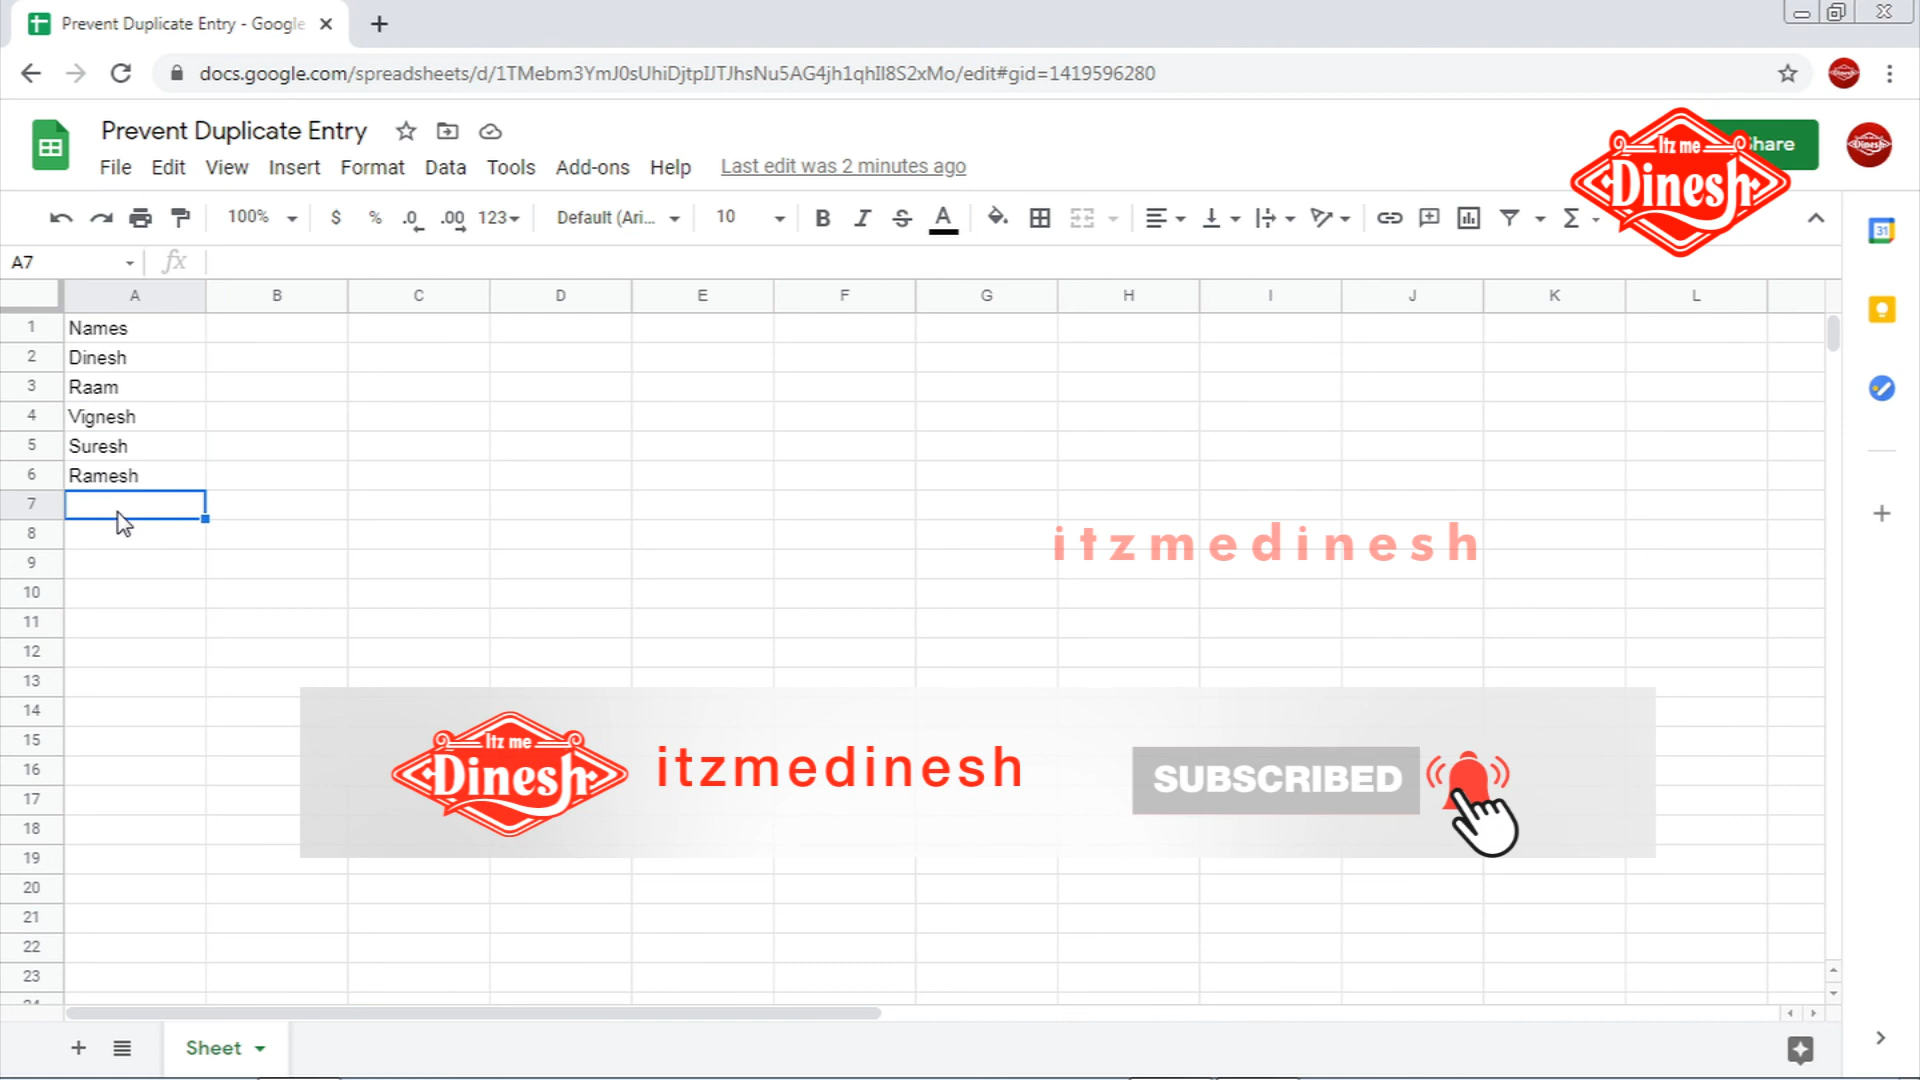 Prevent Duplicate Entry - Google
docs.google.com/spreadsheets/d/1TMebm3YmJ0sUhiDjtpIJTJhsNu5AG4jh1qhIl8S2xMo/edit#gid=1419596280
Prevent Duplicate Entry
Share
File Edit View Insert Format Data Tools Add-ons Help Last edit was 2 minutes ago
Itz me
Dinesh
100% $ % .0 .00 123 Default (Ari... 10 B I S A
A7 fx
A B C D E F G H I J K L
1 Names
2 Dinesh
3 Raam
4 Vignesh
5 Suresh
6 Ramesh
7
8
itzmedinesh
9
10
11
12
13
14
15
16
17
18
19
20
21
22
23
24
Itz me
Dinesh
itzmedinesh
SUBSCRIBED
Sheet
31